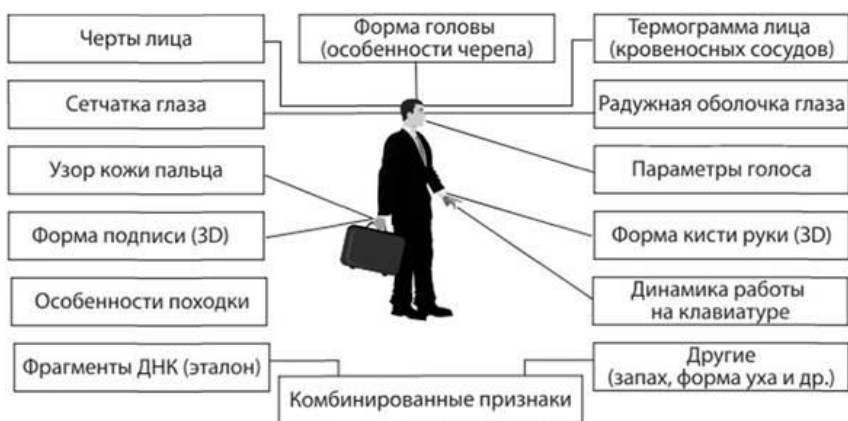 Черты лица
Форма головы
(особенности черепа)
Термограмма лица
(кровеносных сосудов)
Сетчатка глаза
Радужная оболочка глаза
Узор кожи пальца
Параметры голоса
Форма подписи (3D)
Форма кисти руки (3D)
Особенности походки
Динамика работы
на клавиатуре
Фрагменты ДНК (эталон)
Другие
(запах, форма уха и др.)
Комбинированные признаки